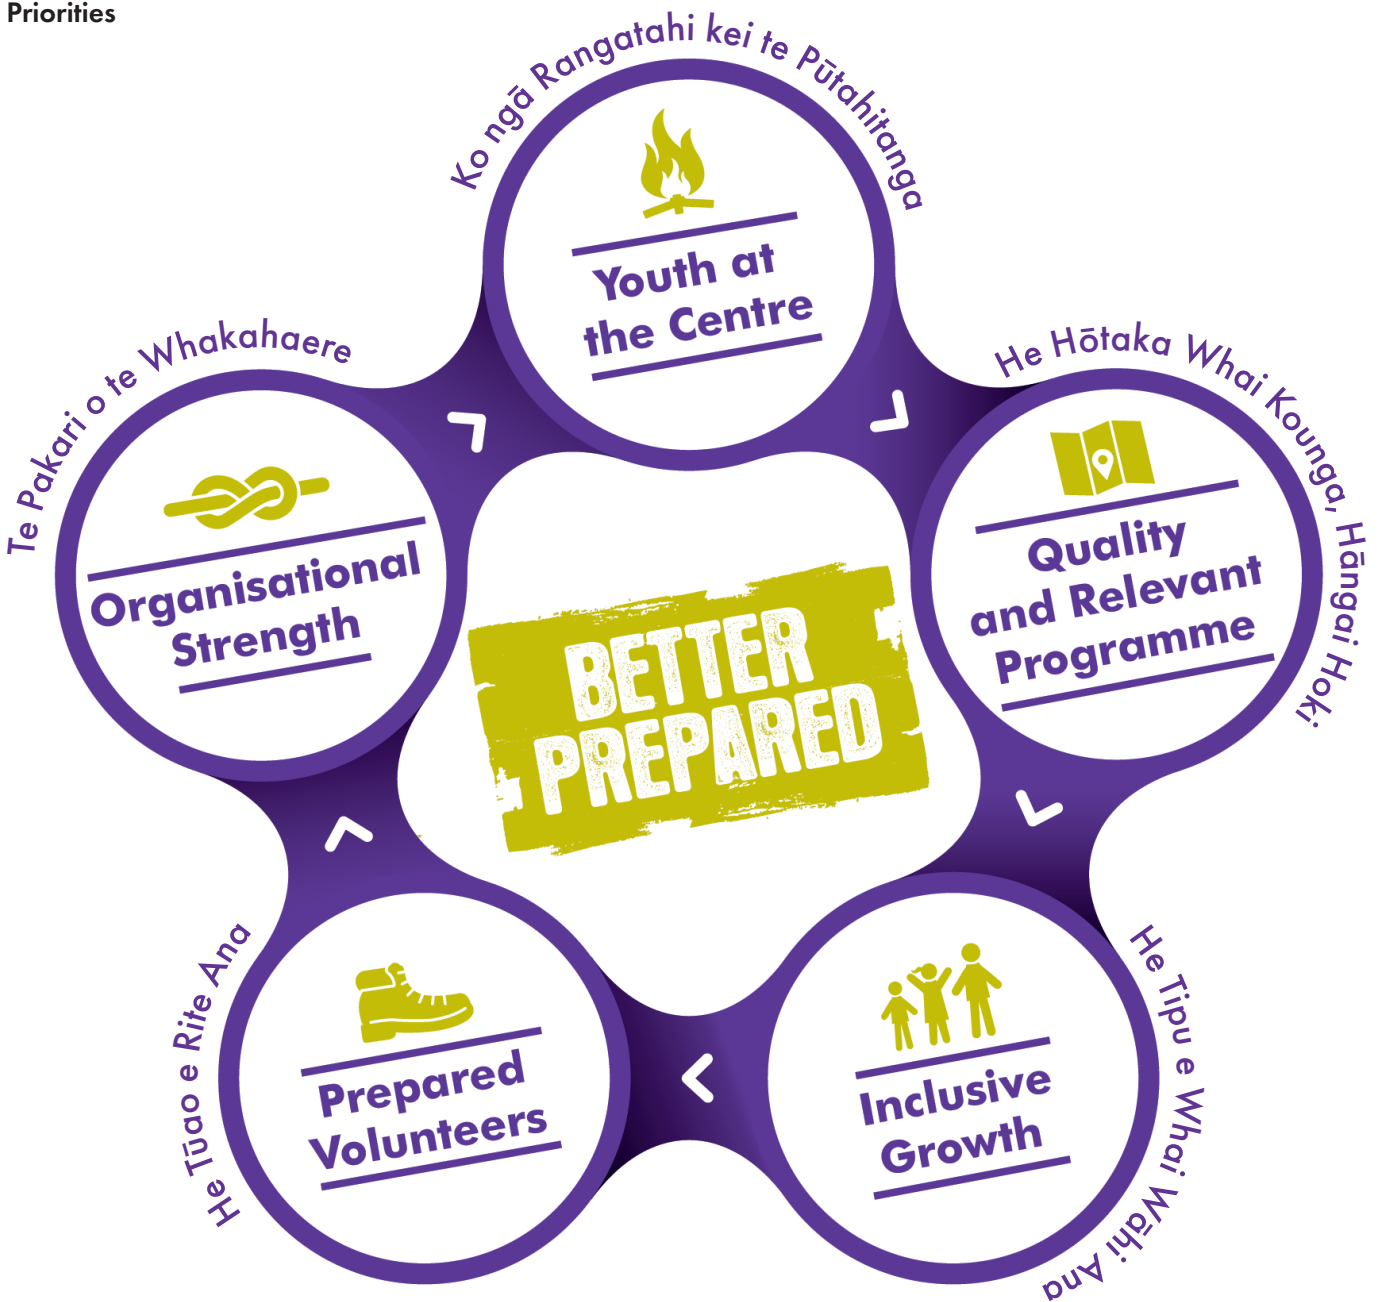 Priorities
Ko ngā Rangatahi kei te Pūtahitanga
Youth at
the Centre
He Hōtaka Whai Kounga, Hāngai Hoki
Quality
and Relevant
Programme
He Tipu e Whai Wāhi Ana
Inclusive
Growth
He Tūao e Rite Ana
Prepared
Volunteers
Te Pakari o te Whakahaere
Organisational
Strength
BETTER
PREPARED